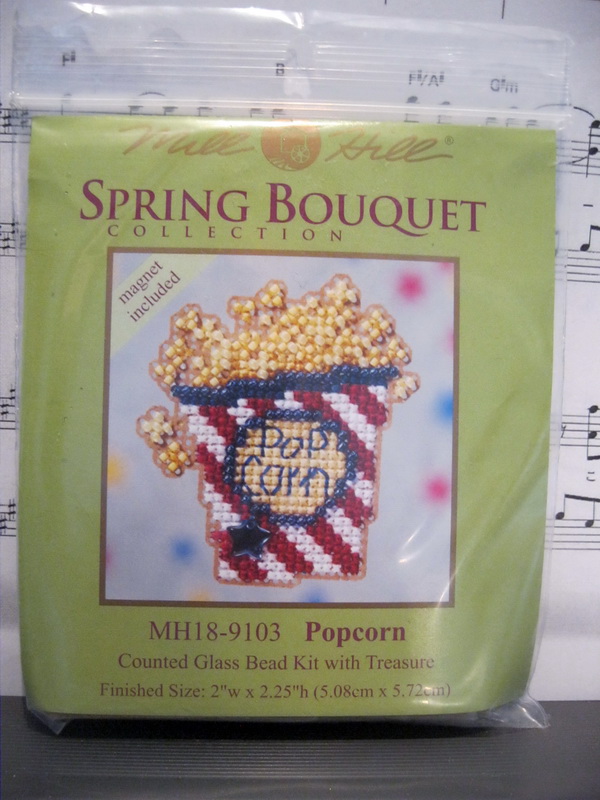 F#
B
F#/A#
G#m
Mill Hill®
SPRING BOUQUET
COLLECTION
magnet
included
POP
CORN
MH18-9103 Popcorn
Counted Glass Bead Kit with Treasure
Finished Size: 2"w x 2.25"h (5.08cm x 5.72cm)